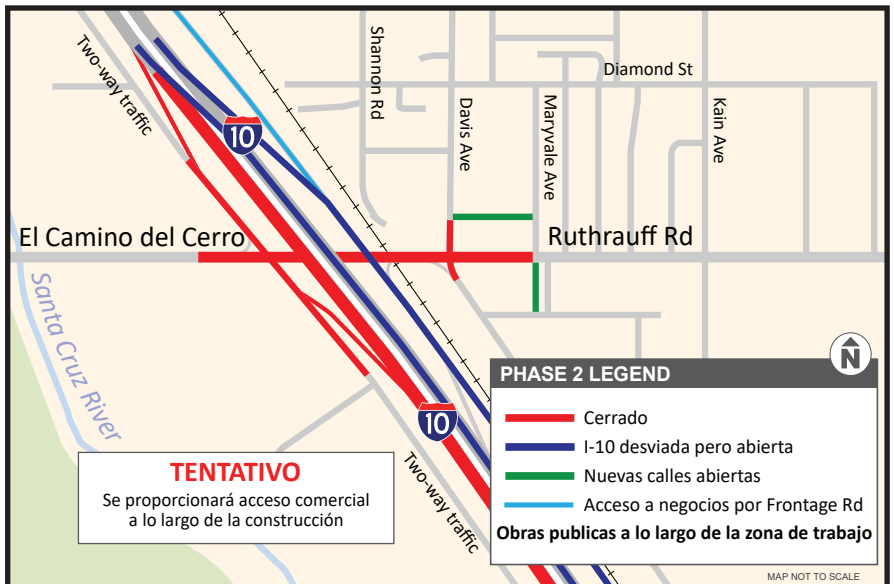 Two-way traffic
10
Shannon Rd
Davis Ave
Diamond St
Maryvale Ave
Kain Ave
El Camino del Cerro
Ruthrauff Rd
Santa Cruz River
10
Two-way traffic
TENTATIVO
Se proporcionará acceso comercial
a lo largo de la construcción
N
PHASE 2 LEGEND
Cerrado
I-10 desviada pero abierta
Nuevas calles abiertas
Acceso a negocios por Frontage Rd
Obras publicas a lo largo de la zona de trabajo
MAP NOT TO SCALE